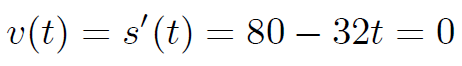 v(t) = s′(t) = 80 − 32t = 0